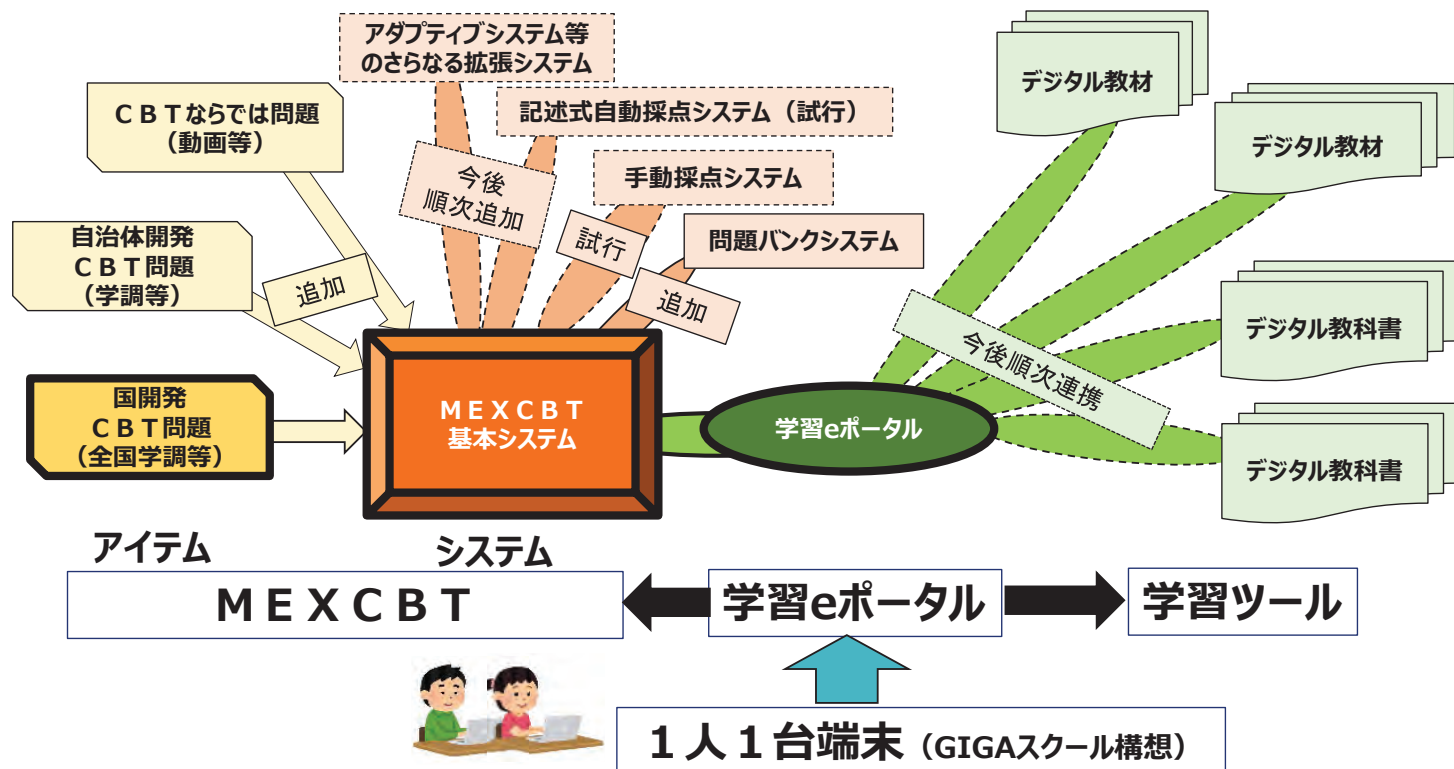 アダプティブシステム等
のさらなる拡張システム
デジタル教材
ＣＢＴならでは問題
（動画等）
記述式自動採点システム（試行）
デジタル教材
今後
順次追加
手動採点システム
自治体開発
ＣＢＴ問題
（学調等）
追加
試行
問題バンクシステム
追加
デジタル教科書
今後順次連携
国開発
ＣＢＴ問題
（全国学調等）
ＭＥＸＣＢＴ
基本システム
学習eポータル
デジタル教科書
アイテム
システム
ＭＥＸＣＢＴ
学習eポータル
学習ツール
１人１台端末（GIGAスクール構想）